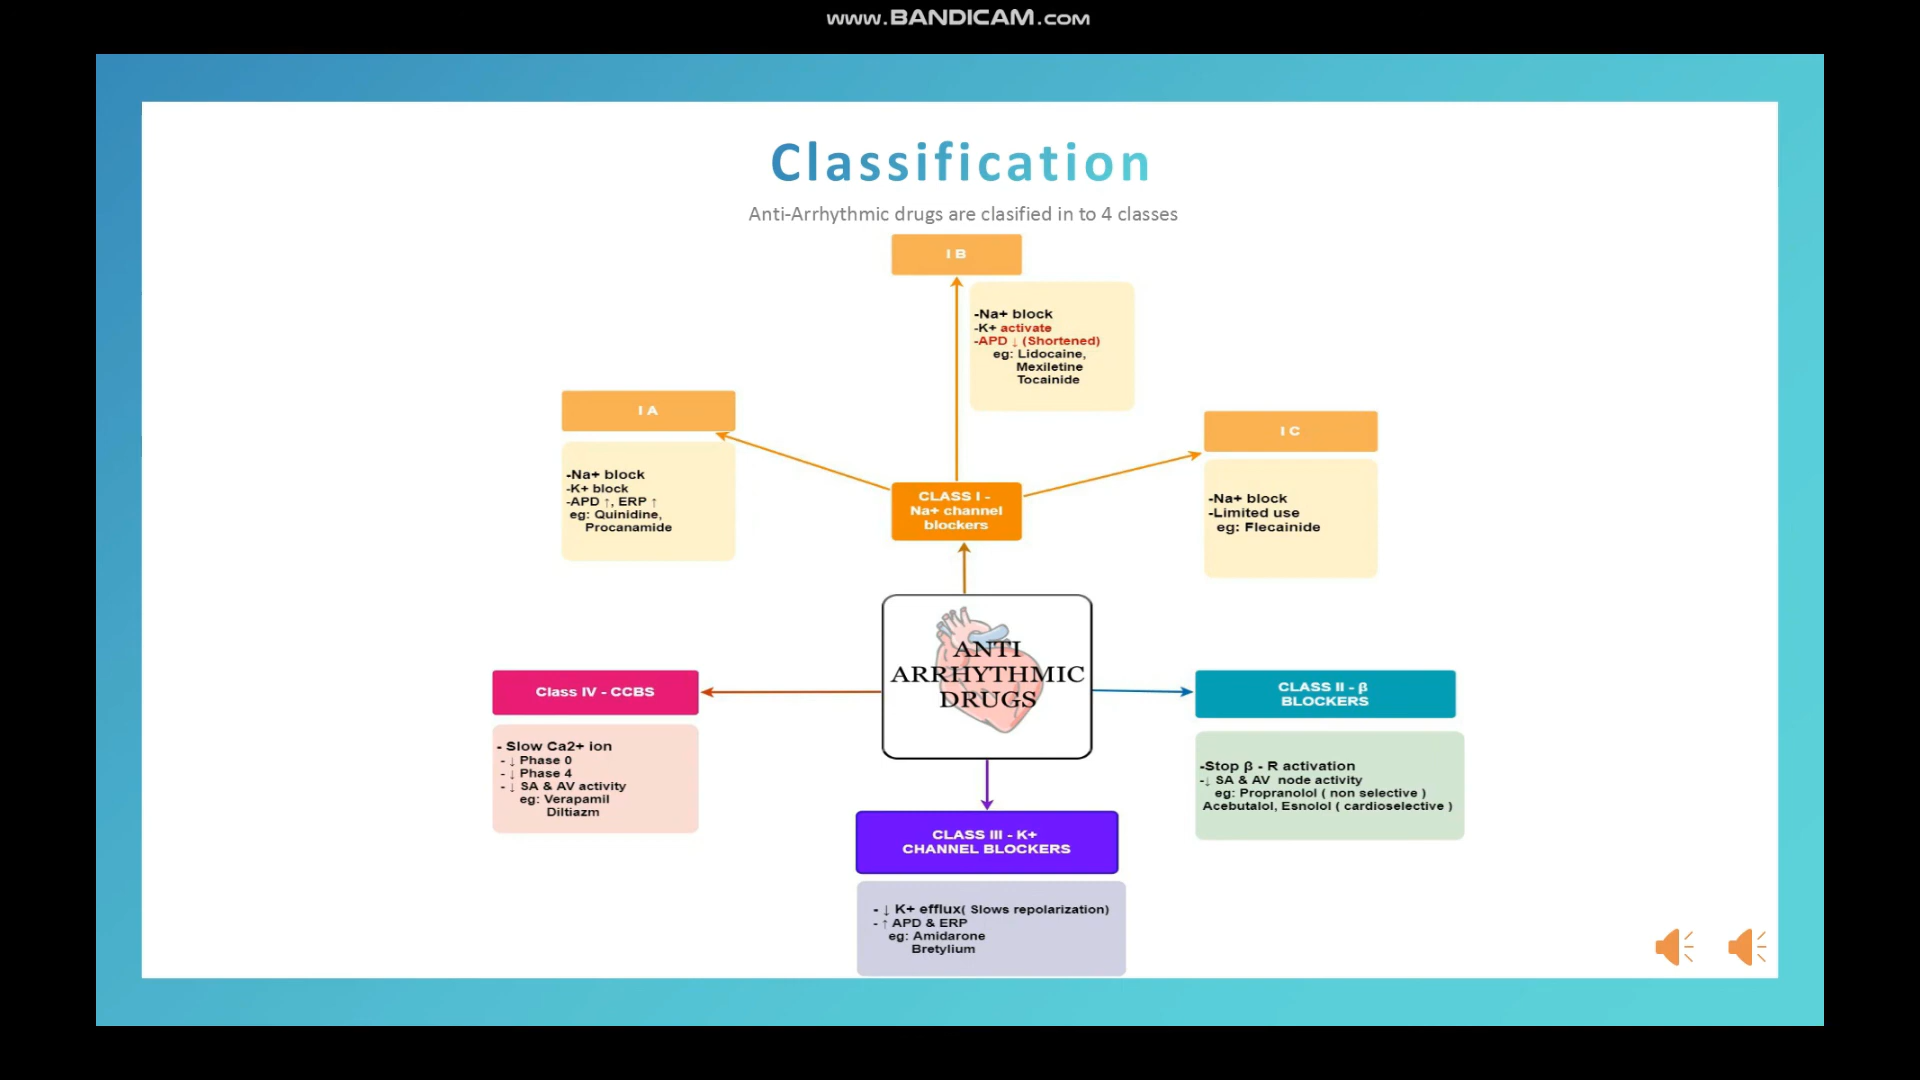 www.BANDICAM.com
Classification
Anti-Arrhythmic drugs are clasified in to 4 classes
I B
-Na+ block
-K+ activate
-APD ↓ (Shortened)
eg: Lidocaine,
Mexiletine
Tocainide
I A
-Na+ block
-K+ block
-APD ↑, ERP ↑
eg: Quinidine,
Procanamide
I C
-Na+ block
-Limited use
eg: Flecainide
CLASS I -
Na+ channel
blockers
ANTI
ARRHYTHMIC
DRUGS
Class IV - CCBS
- Slow Ca2+ ion
- ↓ Phase 0
- ↓ Phase 4
- ↓ SA & AV activity
eg: Verapamil
Diltiazm
CLASS II - β
BLOCKERS
-Stop β - R activation
-↓ SA & AV node activity
eg: Propranolol ( non selective )
Acebutalol, Esnolol ( cardioselective )
CLASS III - K+
CHANNEL BLOCKERS
- ↓ K+ efflux( Slows repolarization)
- ↑ APD & ERP
eg: Amidarone
Bretylium